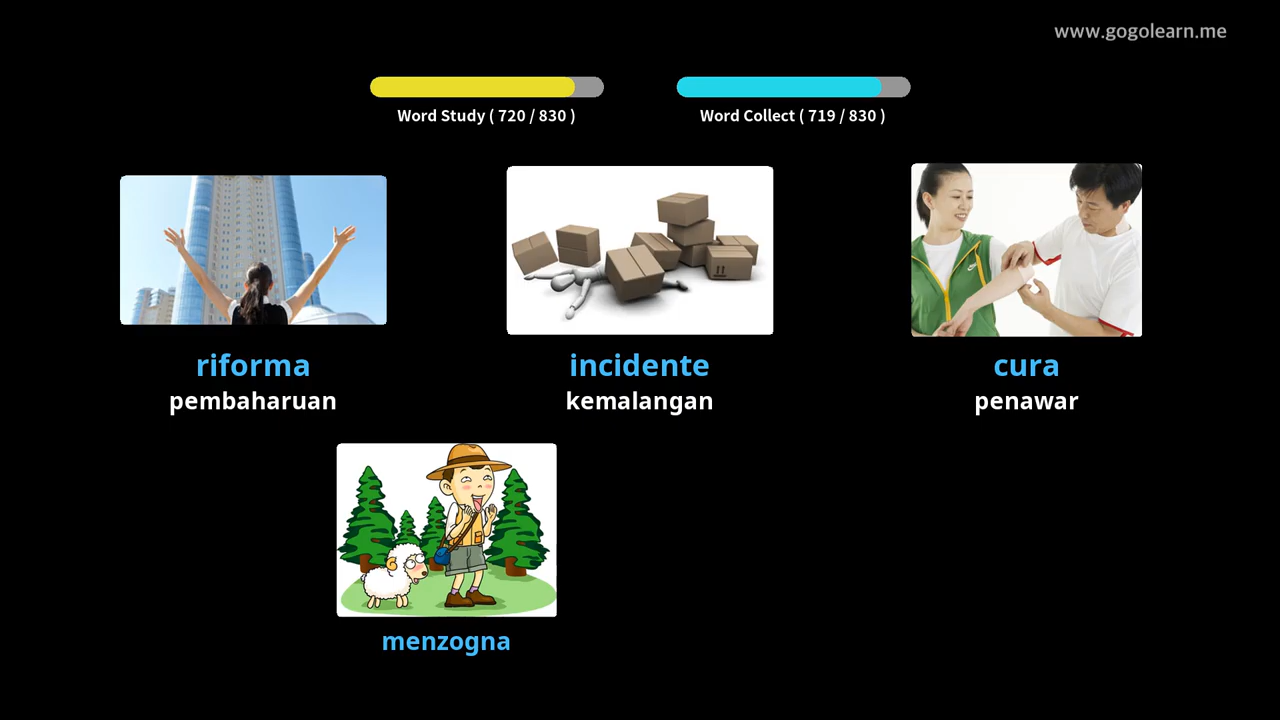 www.gogolearn.me
Word Study ( 720 / 830 )
Word Collect ( 719 / 830 )
riforma
pembaharuan
incidente
kemalangan
cura
penawar
menzogna